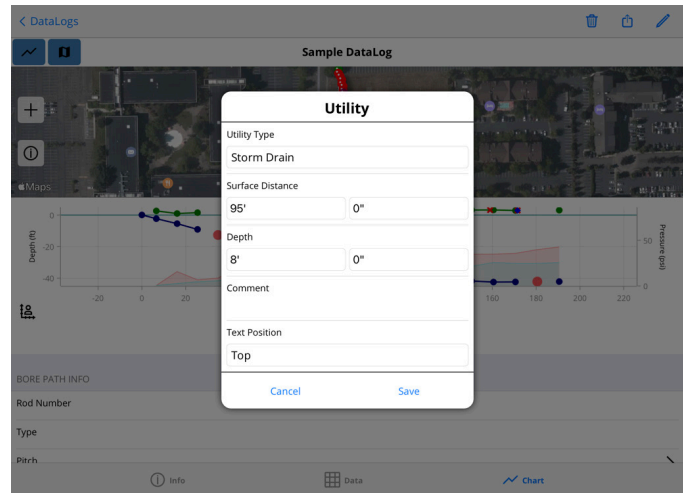 DataLogs
Sample DataLog
Utility
Utility Type
Storm Drain
Surface Distance
95' 0"
Depth
8' 0"
Comment
Text Position
Top
Cancel Save
Maps
Depth (ft)
0
-20
-40
-20 0 20 160 180 200 220
50
0
Pressure (psi)
BORE PATH INFO
Rod Number
Type
Pitch
Info Data Chart